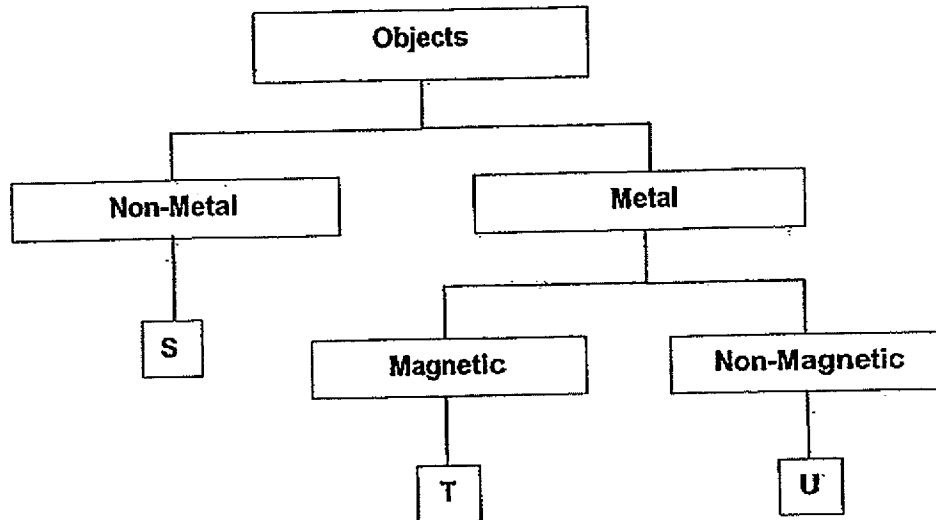 Objects
Non-Metal
Metal
S
Magnetic
Non-Magnetic
T
U